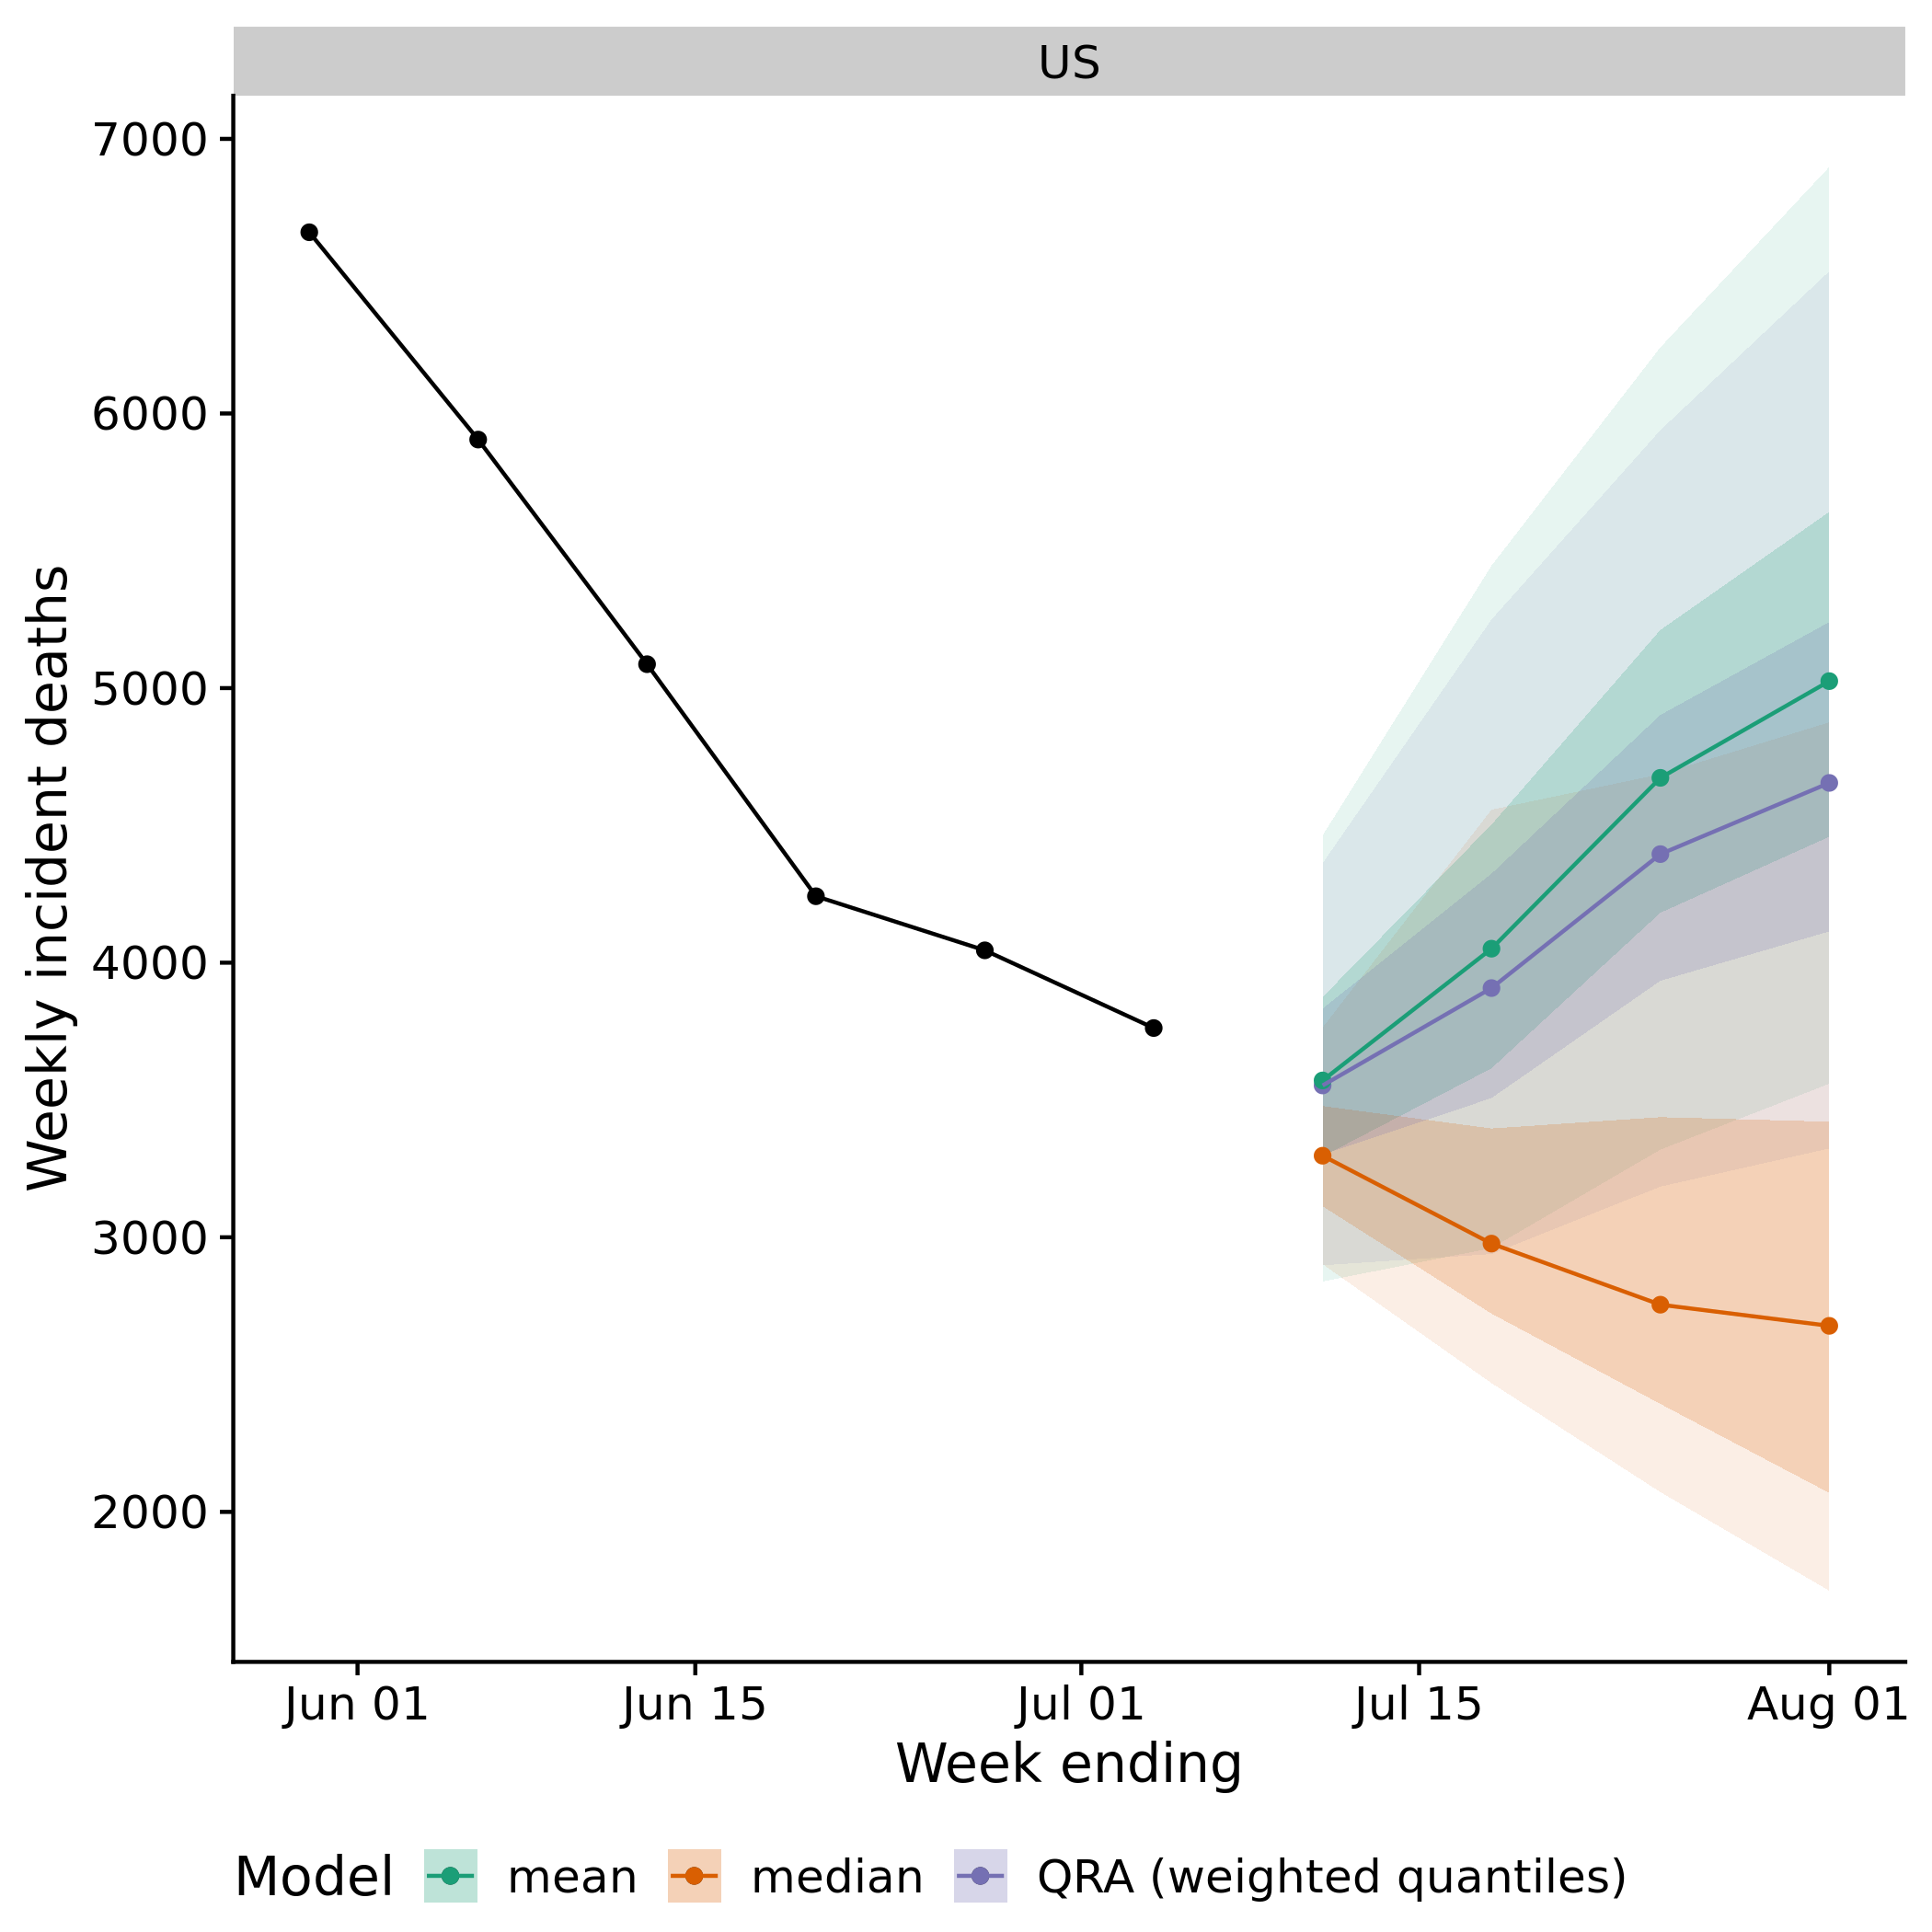 US
7000
6000
5000
4000
3000
2000
Weekly incident deaths
Jun 01 Jun 15 Jul 01 Jul 15 Aug 01
Week ending
Model mean median QRA (weighted quantiles)